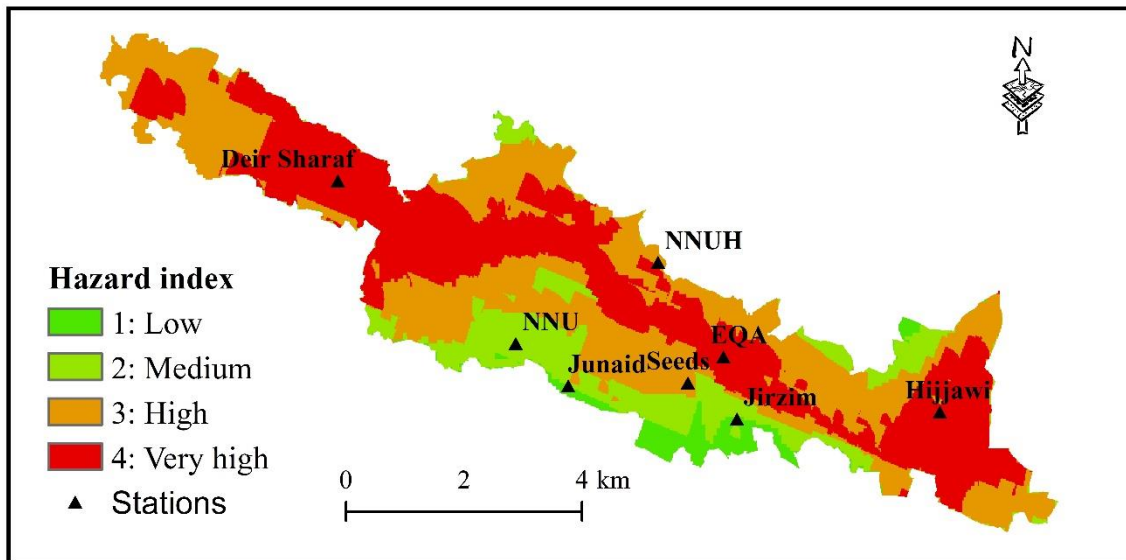 N
Deir Sharaf
NNUH
Hazard index
1: Low
2: Medium
3: High
4: Very high
Stations
NNU
EQA
Junaid
Seeds
Jirzim
Hijjawi
0 2 4 km